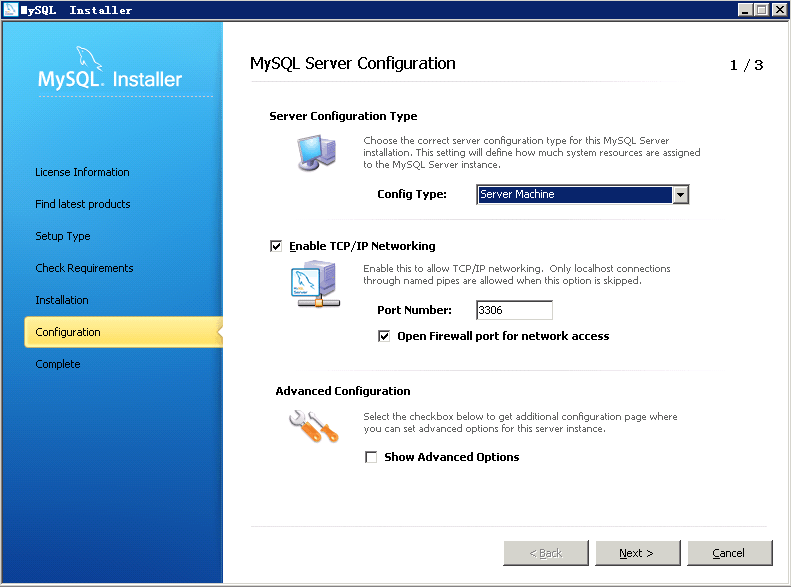 MySQL Installer
MySQL Installer
License Information
Find latest products
Setup Type
Check Requirements
Installation
Configuration
Complete
MySQL Server Configuration
1 / 3
Server Configuration Type
Choose the correct server configuration type for this MySQL Server
installation. This setting will define how much system resources are assigned
to the MySQL Server instance.
Config Type:
Server Machine
Enable TCP/IP Networking
Enable this to allow TCP/IP networking. Only localhost connections
through named pipes are allowed when this option is skipped.
Port Number:
3306
Open Firewall port for network access
Advanced Configuration
Select the checkbox below to get additional configuration page where
you can set advanced options for this server instance.
Show Advanced Options
< Back
Next >
Cancel